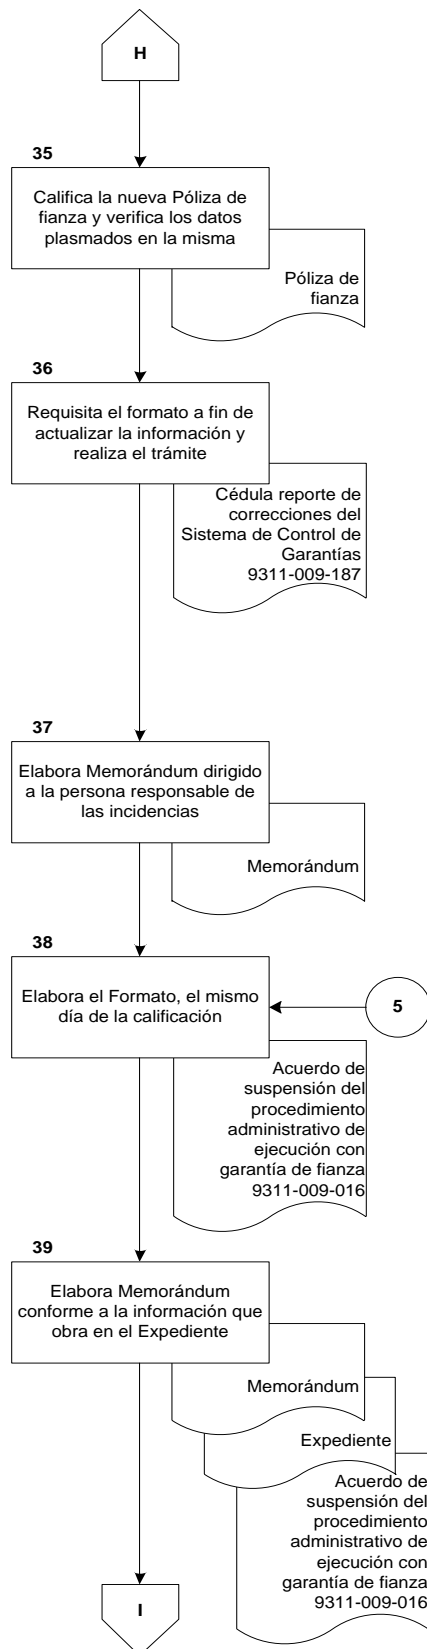 H
35
Califica la nueva Póliza de
fianza y verifica los datos
plasmados en la misma
Póliza de
fianza
36
Requisita el formato a fin de
actualizar la información y
realiza el trámite
Cédula reporte de
correcciones del
Sistema de Control de
Garantías
9311-009-187
37
Elabora Memorándum dirigido
a la persona responsable de
las incidencias
Memorándum
38
Elabora el Formato, el mismo
día de la calificación
5
Acuerdo de
suspensión del
procedimiento
administrativo de
ejecución con
garantía de fianza
9311-009-016
39
Elabora Memorándum
conforme a la información que
obra en el Expediente
Memorándum
Expediente
Acuerdo de
suspensión del
procedimiento
administrativo de
ejecución con
garantía de fianza
9311-009-016
I